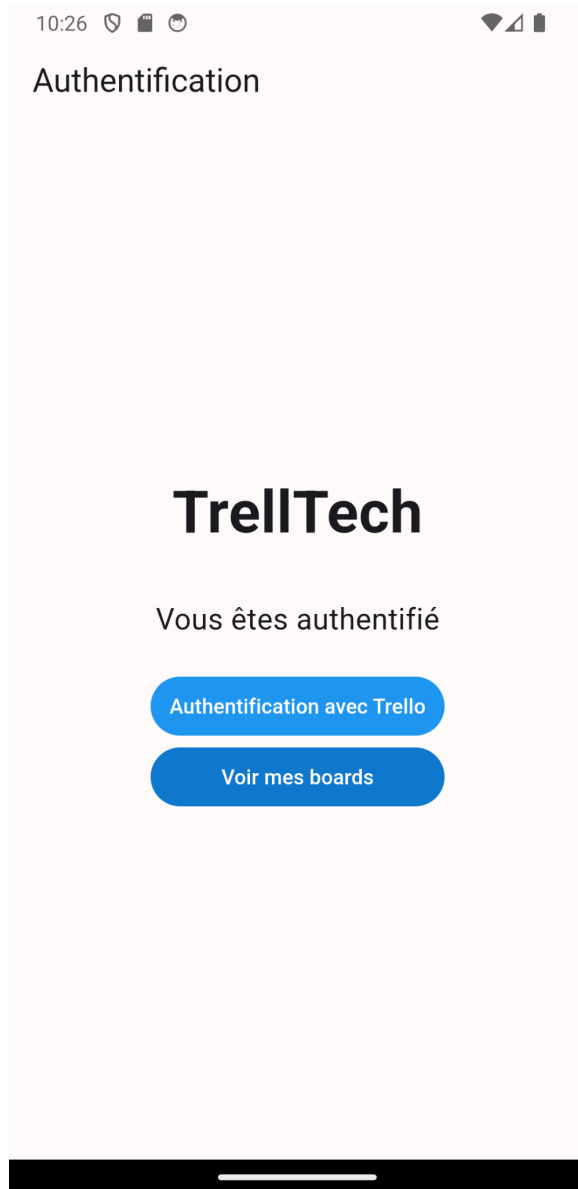 10:26
Authentification
TrellTech
Vous êtes authentifié
Authentification avec Trello
Voir mes boards